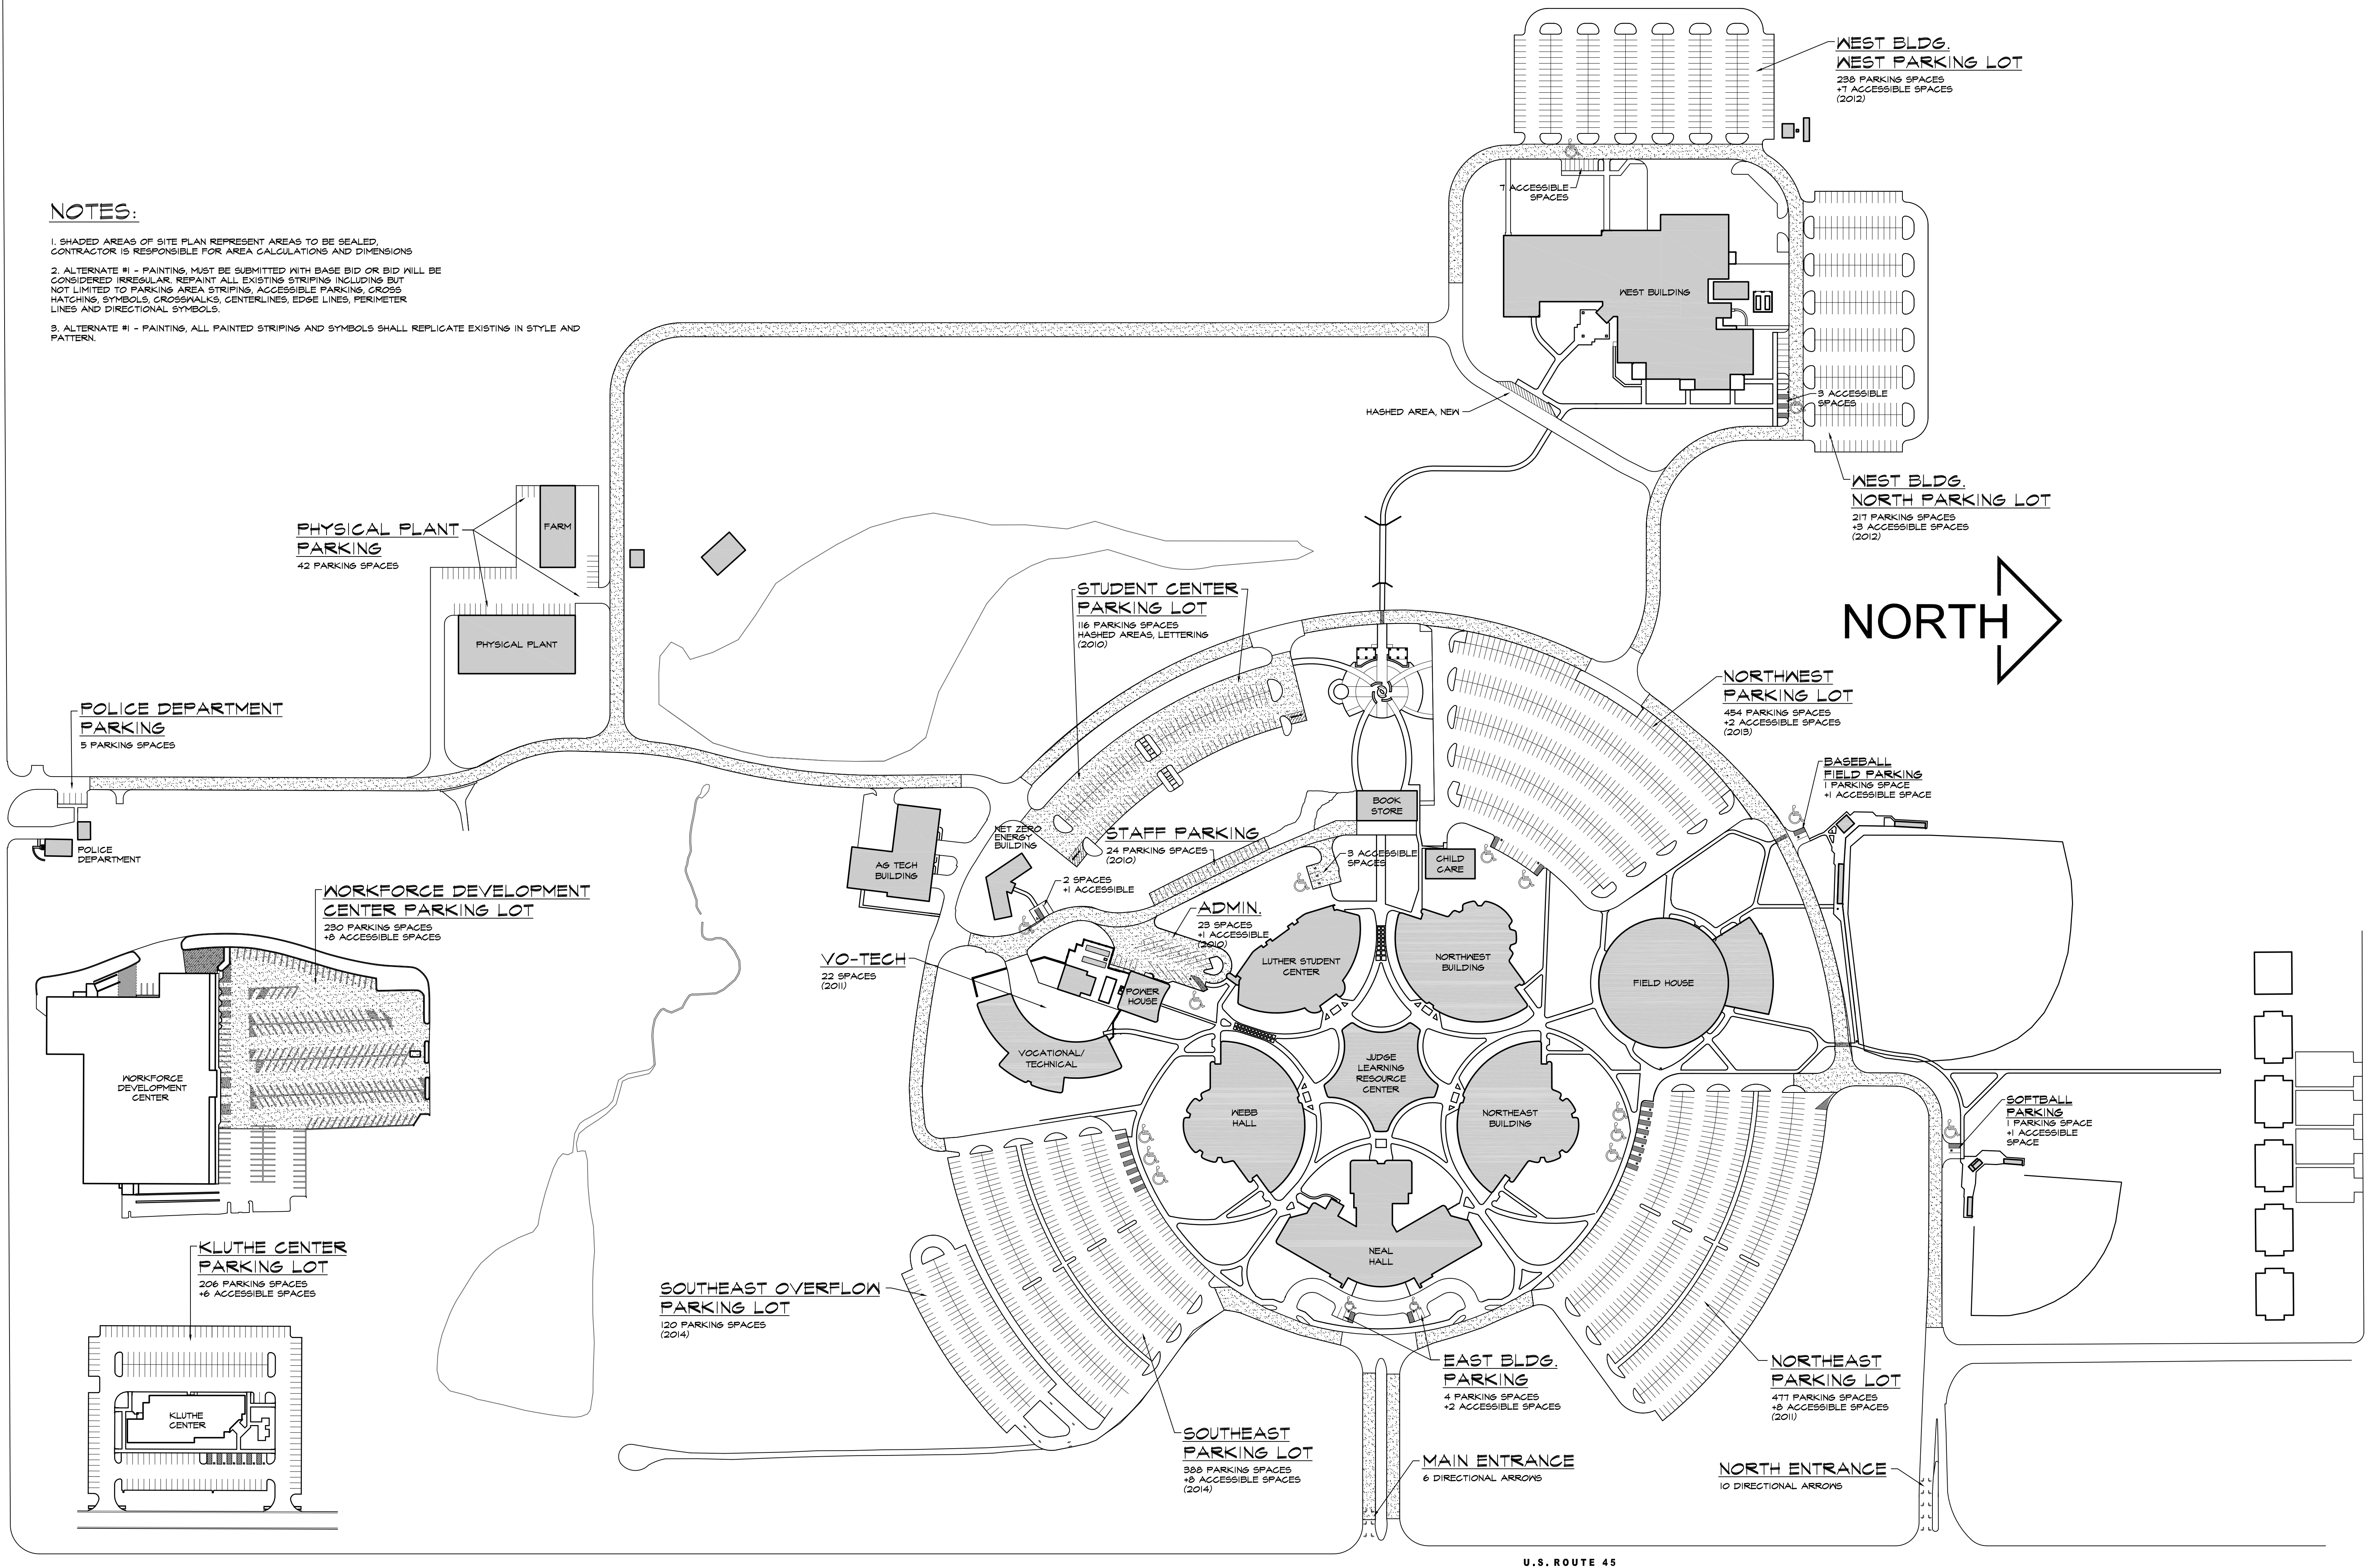 WEST BLDG.
WEST PARKING LOT
238 PARKING SPACES
+7 ACCESSIBLE SPACES
(2012)
7 ACCESSIBLE
SPACES
NOTES:
1. SHADED AREAS OF SITE PLAN REPRESENT AREAS TO BE SEALED,
CONTRACTOR IS RESPONSIBLE FOR AREA CALCULATIONS AND DIMENSIONS
2. ALTERNATE #1 - PAINTING, MUST BE SUBMITTED WITH BASE BID OR BID WILL BE
CONSIDERED IRREGULAR. REPAINT ALL EXISTING STRIPING INCLUDING BUT
NOT LIMITED TO PARKING AREA STRIPING, ACCESSIBLE PARKING, CROSS
HATCHING, SYMBOLS, CROSSWALKS, CENTERLINES, EDGE LINES, PERIMETER
LINES AND DIRECTIONAL SYMBOLS.
3. ALTERNATE #1 - PAINTING, ALL PAINTED STRIPING AND SYMBOLS SHALL REPLICATE EXISTING IN STYLE AND
PATTERN.
WEST BUILDING
3 ACCESSIBLE
SPACES
HASHED AREA, NEW
WEST BLDG.
NORTH PARKING LOT
217 PARKING SPACES
+3 ACCESSIBLE SPACES
(2012)
PHYSICAL PLANT
PARKING
42 PARKING SPACES
FARM
PHYSICAL PLANT
STUDENT CENTER
PARKING LOT
116 PARKING SPACES
HASHED AREAS, LETTERING
(2010)
NORTH
NORTHWEST
PARKING LOT
454 PARKING SPACES
+2 ACCESSIBLE SPACES
(2013)
POLICE DEPARTMENT
PARKING
5 PARKING SPACES
BASEBALL
FIELD PARKING
1 PARKING SPACE
+1 ACCESSIBLE SPACE
BOOK
STORE
NET ZERO
ENERGY
BUILDING
STAFF PARKING
24 PARKING SPACES
(2010)
3 ACCESSIBLE
SPACES
CHILD
CARE
POLICE
DEPARTMENT
AG TECH
BUILDING
2 SPACES
+1 ACCESSIBLE
WORKFORCE DEVELOPMENT
CENTER PARKING LOT
230 PARKING SPACES
+8 ACCESSIBLE SPACES
ADMIN.
23 SPACES
+1 ACCESSIBLE
(2010)
VO-TECH
22 SPACES
(2011)
LUTHER STUDENT
CENTER
NORTHWEST
BUILDING
FIELD HOUSE
POWER
HOUSE
VOCATIONAL/
TECHNICAL
JUDGE
LEARNING
RESOURCE
CENTER
WORKFORCE
DEVELOPMENT
CENTER
WEBB
HALL
NORTHEAST
BUILDING
SOFTBALL
PARKING
1 PARKING SPACE
+1 ACCESSIBLE
SPACE
NEAL
HALL
KLUTHE CENTER
PARKING LOT
206 PARKING SPACES
+6 ACCESSIBLE SPACES
SOUTHEAST OVERFLOW
PARKING LOT
120 PARKING SPACES
(2014)
EAST BLDG.
PARKING
4 PARKING SPACES
+2 ACCESSIBLE SPACES
NORTHEAST
PARKING LOT
477 PARKING SPACES
+8 ACCESSIBLE SPACES
(2011)
KLUTHE
CENTER
SOUTHEAST
PARKING LOT
388 PARKING SPACES
+8 ACCESSIBLE SPACES
(2014)
MAIN ENTRANCE
6 DIRECTIONAL ARROWS
NORTH ENTRANCE
10 DIRECTIONAL ARROWS
U.S. ROUTE 45